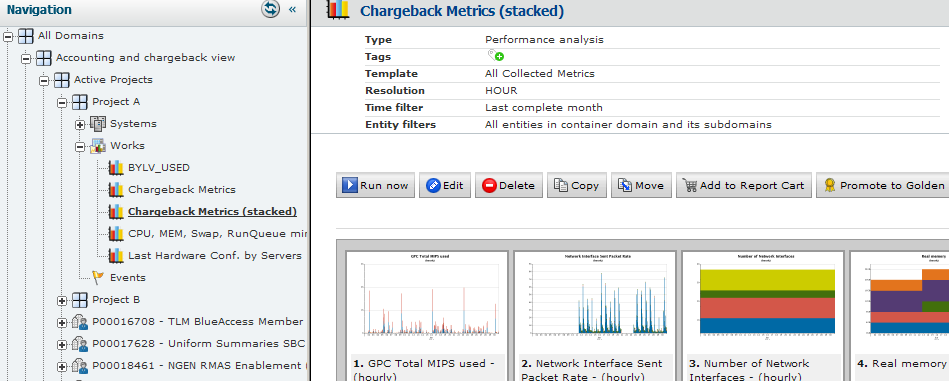 Navigation
«
All Domains
Accounting and chargeback view
Active Projects
Project A
Systems
Works
BYLV_USED
Chargeback Metrics
Chargeback Metrics (stacked)
CPU, MEM, Swap, RunQueue mi
Last Hardware Conf. by Servers
Events
Project B
P00016708 - TLM BlueAccess Member
P00017628 - Uniform Summaries SBC
P00018461 - NGEN RMAS Enablement
Chargeback Metrics (stacked)
Type Performance analysis
Tags
Template All Collected Metrics
Resolution HOUR
Time filter Last complete month
Entity filters All entities in container domain and its subdomains
Run now Edit Delete Copy Move Add to Report Cart Promote to Golden
GPC Total MIPS used
(hourly)
Network Interface Sent Packet Rate
(hourly)
Number of Network Interfaces
(hourly)
Real memory
1. GPC Total MIPS used -
(hourly)
2. Network Interface Sent
Packet Rate - (hourly)
3. Number of Network
Interfaces - (hourly)
4. Real memory